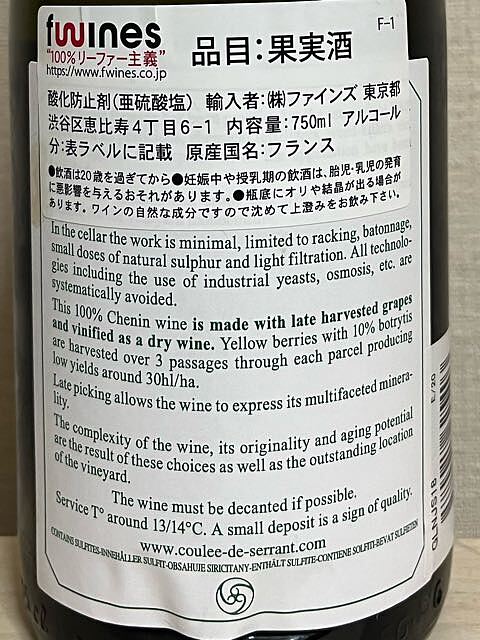 fwines
"100%リーファー主義"
https://www.fwines.co.jp
F-1
品目:果実酒
酸化防止剤(亜硫酸塩) 輸入者:㈱ファインズ 東京都
渋谷区恵比寿4丁目6-1 内容量:750ml アルコール
分:表ラベルに記載 原産国名:フランス
●飲酒は20歳を過ぎてから●妊娠中や授乳期の飲酒は、胎児・乳児の発育
に悪影響を与えるおそれがあります。●瓶底にオリや結晶が出る場合が
あります。ワインの自然な成分ですので沈めて上澄みをお飲み下さい。
In the cellar the work is minimal, limited to racking, batonnage,
small doses of natural sulphur and light filtration. All technolo-
gies including the use of industrial yeasts, osmosis, etc. are
systematically avoided.
This 100% Chenin wine is made with late harvested grapes
and vinified as a dry wine. Yellow berries with 10% botrytis
are harvested over 3 passages through each parcel producing
low yields around 30hl/ha.
Late picking allows the wine to express its multifaceted minera-
lity.
The complexity of the wine, its originality and aging potential
are the result of these choices as well as the outstanding location
of the vineyard.
The wine must be decanted if possible.
Service T° around 13/14°C. A small deposit is a sign of quality.
www.coulee-de-serrant.com
CONTAINS SULFITES-INNEHÅLLER SULFIT-OBSAHUJE SIRICITANY-ENTHÄLT SULFITE-CONTIENE SOLFITI-BEVAT SULFIETEN
E/20